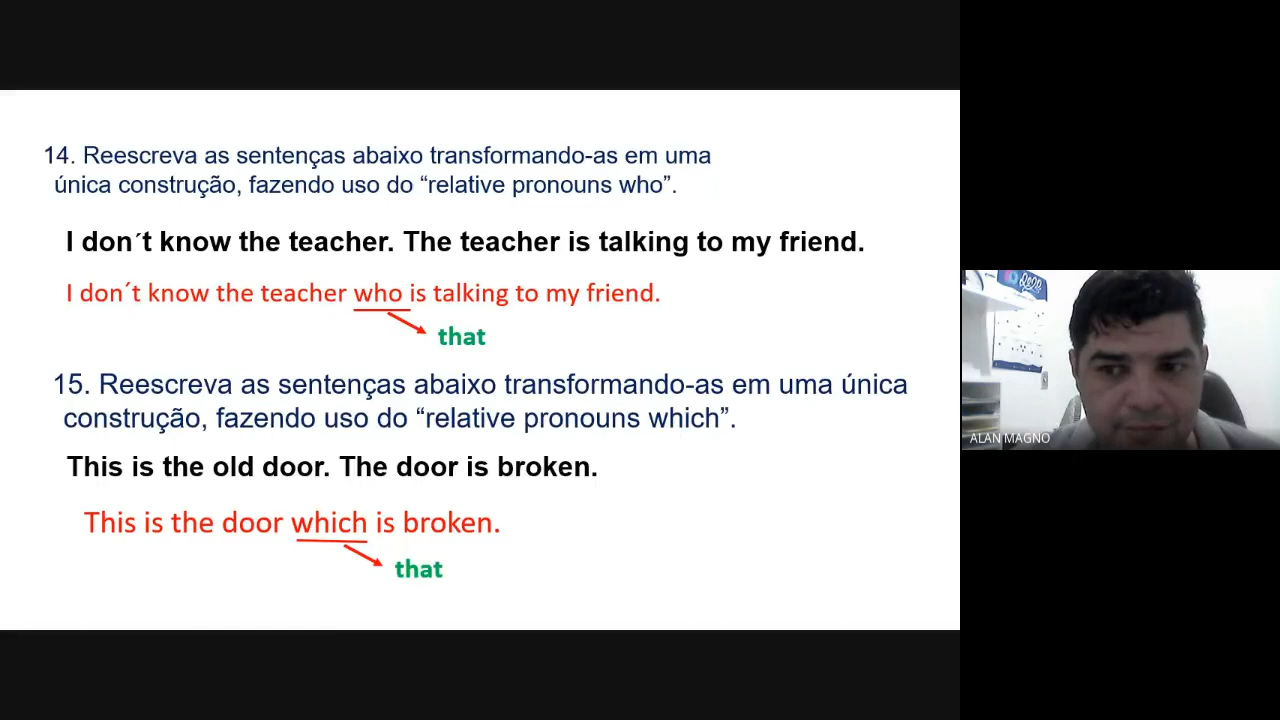 14. Reescreva as sentenças abaixo transformando-as em uma
única construção, fazendo uso do “relative pronouns who”.
I don´t know the teacher. The teacher is talking to my friend.
I don´t know the teacher who is talking to my friend.
that
15. Reescreva as sentenças abaixo transformando-as em uma única
construção, fazendo uso do “relative pronouns which”.
This is the old door. The door is broken.
This is the door which is broken.
that
ALAN MAGNO